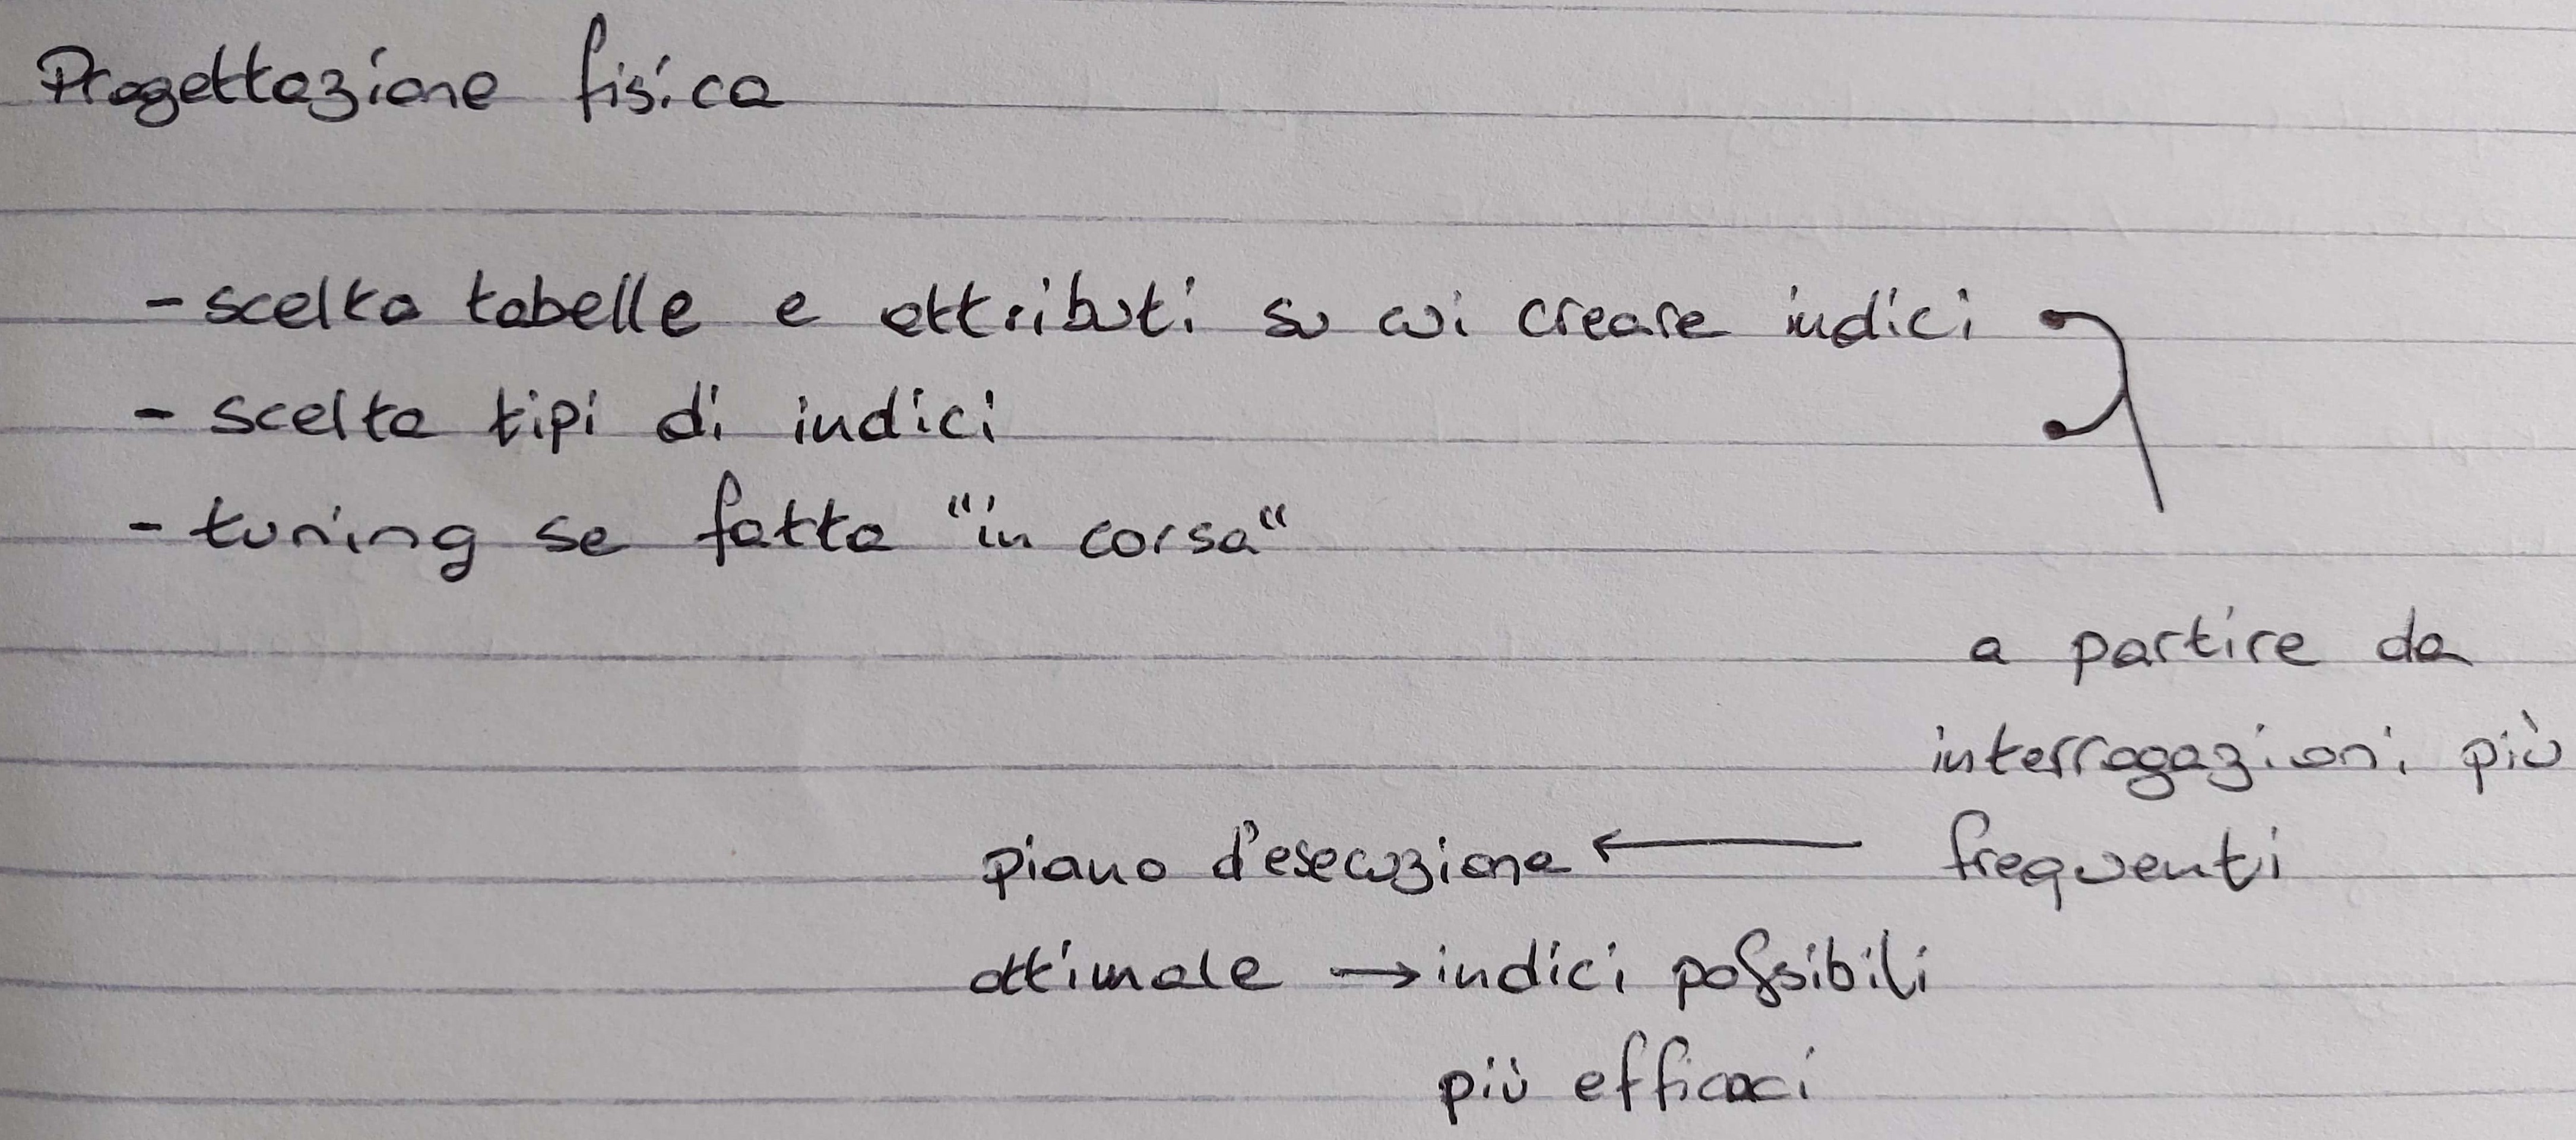 Progettazione fisica
- scelta tabelle e attributi su cui creare indici
- scelta tipi di indici
- tuning se fatta "in corsa"
a partire da
interrogazioni più
frequenti
piano d'esecuzione ←
ottimale → indici possibili
più efficaci